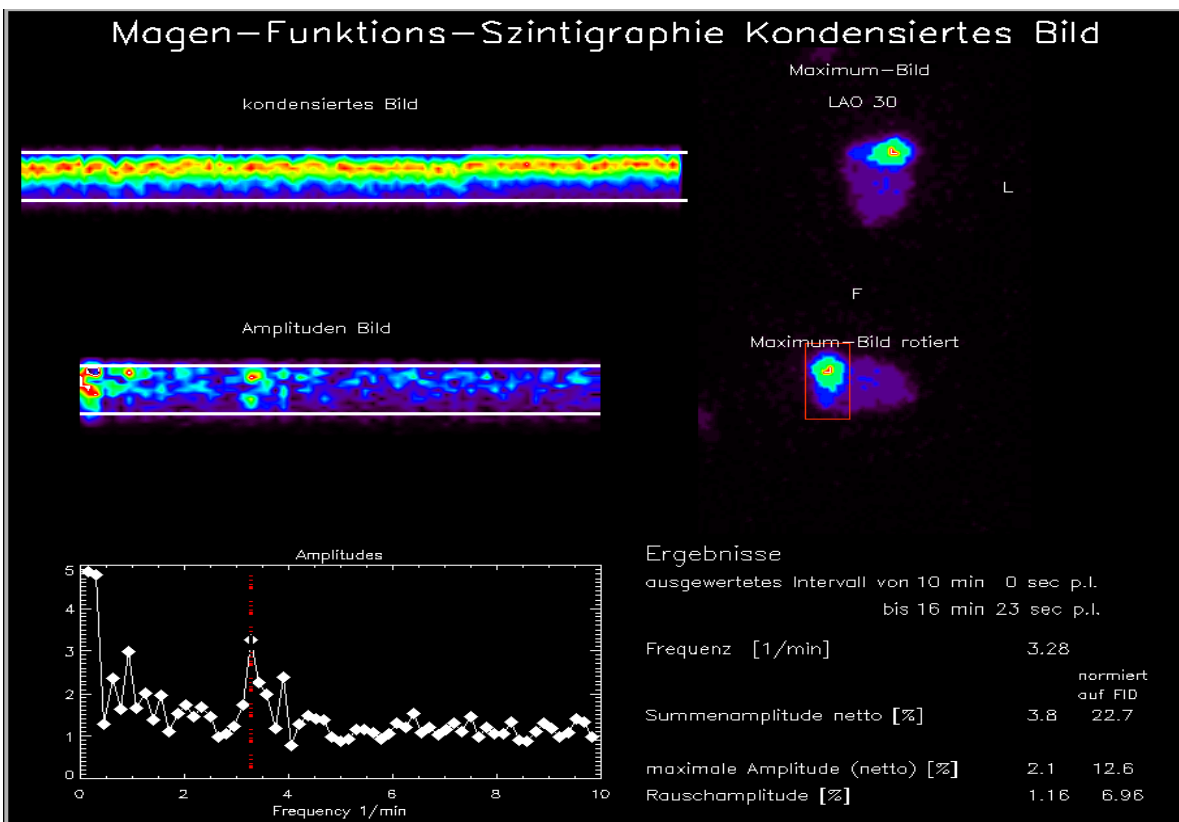 Magen-Funktions-Szintigraphie Kondensiertes Bild
Maximum-Bild
kondensiertes Bild
LAO 30
L
F
Amplituden Bild
Maximum-Bild rotiert
Amplitudes
5
4
3
2
1
0
0 2 4 6 8 10
Frequency 1/min
Ergebnisse
ausgewertetes Intervall von 10 min 0 sec p.l.
bis 16 min 23 sec p.l.
Frequenz [1/min] 3.28
normiert
auf FID
Summenamplitude netto [%] 3.8 22.7
maximale Amplitude (netto) [%] 2.1 12.6
Rauschamplitude [%] 1.16 6.96